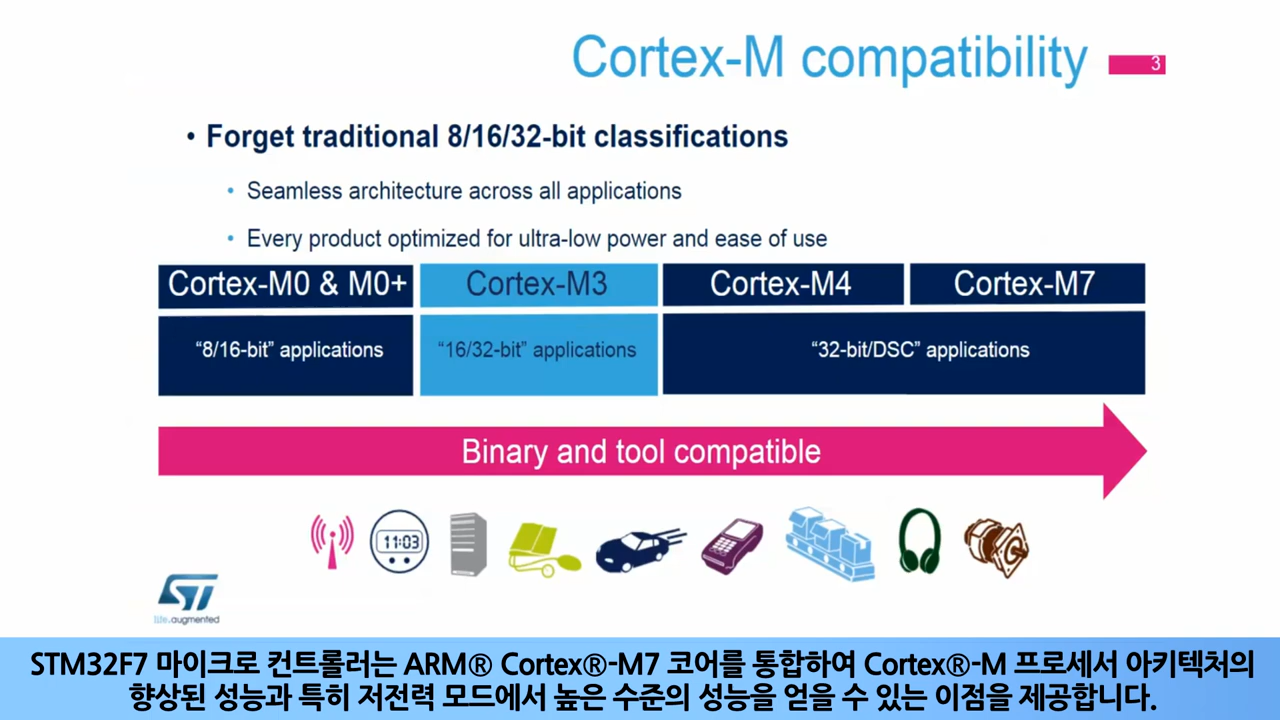 Cortex-M compatibility
3
• Forget traditional 8/16/32-bit classifications
• Seamless architecture across all applications
• Every product optimized for ultra-low power and ease of use
Cortex-M0 & M0+ Cortex-M3 Cortex-M4 Cortex-M7
“8/16-bit” applications “16/32-bit” applications “32-bit/DSC” applications
Binary and tool compatible
11:03
ST
life.augmented
STM32F7 마이크로 컨트롤러는 ARM® Cortex®-M7 코어를 통합하여 Cortex®-M 프로세서 아키텍처의
향상된 성능과 특히 저전력 모드에서 높은 수준의 성능을 얻을 수 있는 이점을 제공합니다.